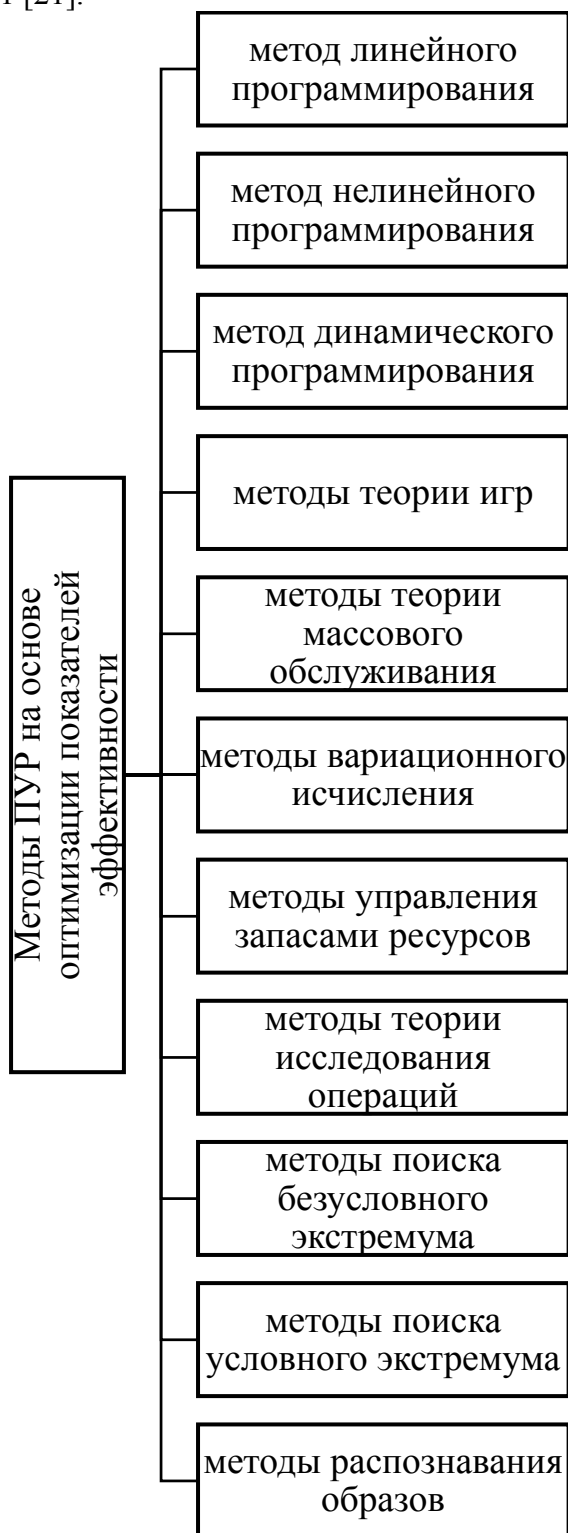 [21].
метод линейного
программирования
метод нелинейного
программирования
метод динамического
программирования
методы теории игр
методы теории
массового
обслуживания
Методы ПУР на основе
оптимизации показателей
эффективности
методы вариационного
исчисления
методы управления
запасами ресурсов
методы теории
исследования
операций
методы поиска
безусловного
экстремума
методы поиска
условного экстремума
методы распознавания
образов